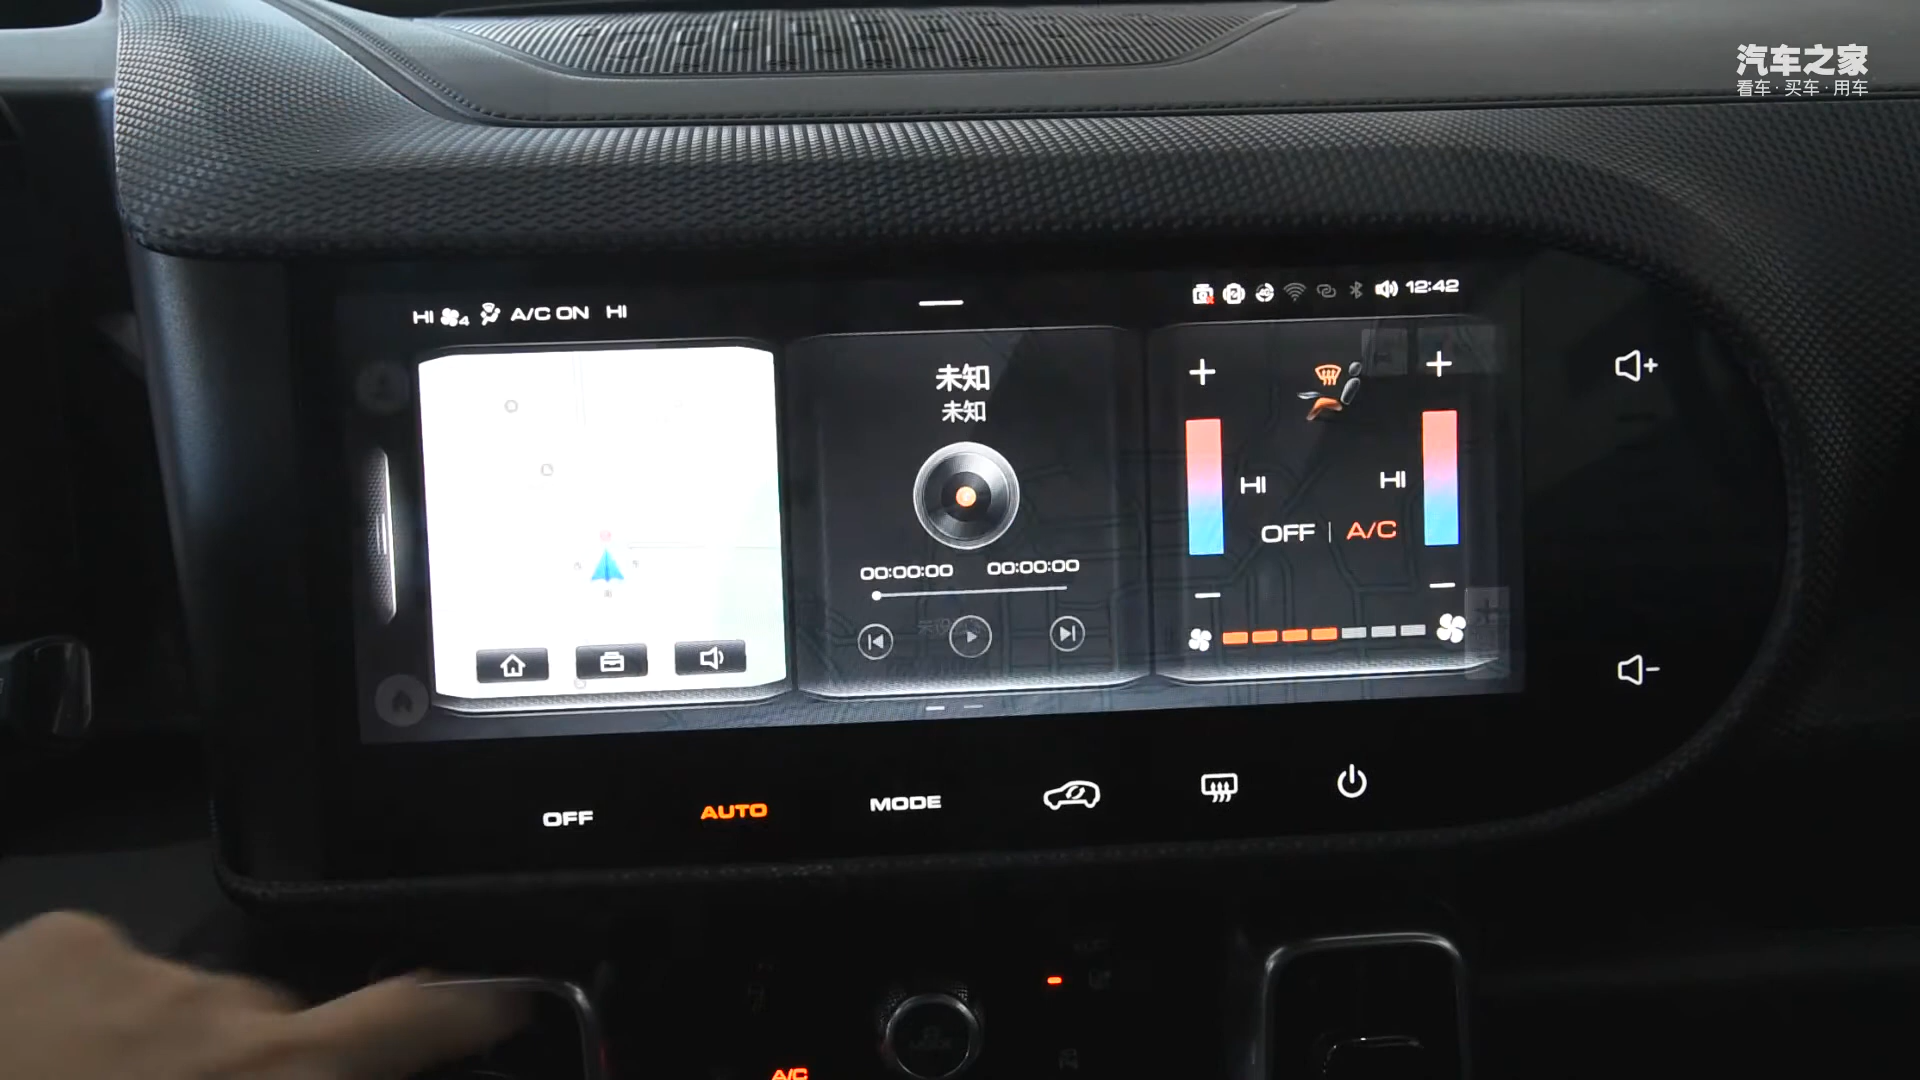 汽车之家
看车·买车·用车
HI 4 A/C ON HI
12:42
未知
未知
00:00:00 00:00:00
HI HI
OFF | A/C
OFF AUTO MODE
A/C